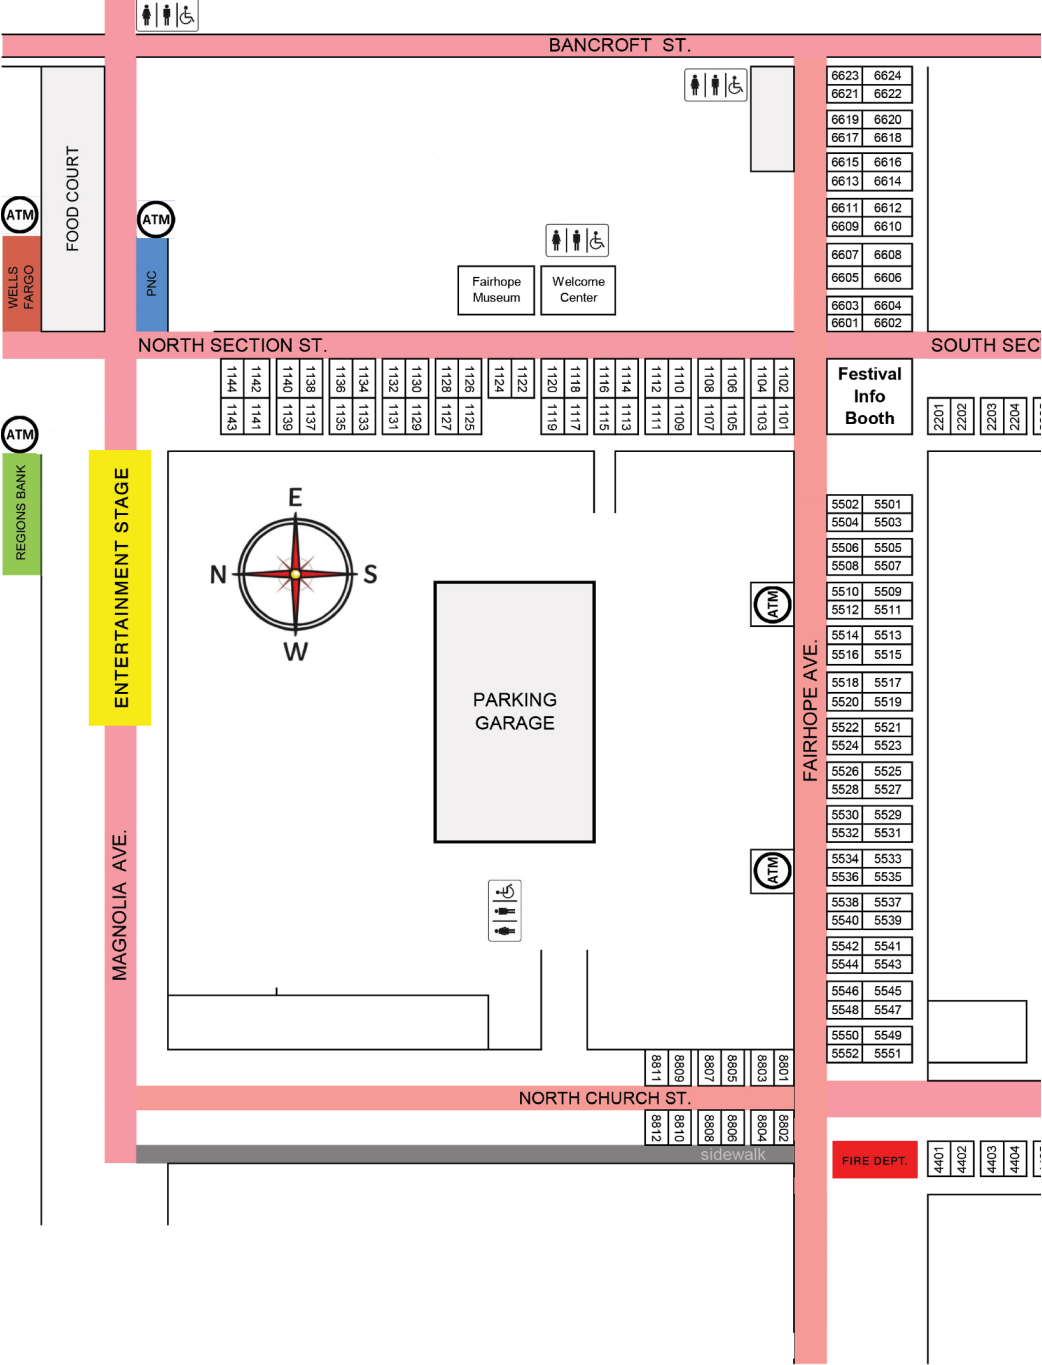 BANCROFT ST.
6623 6624
6621 6622
6619 6620
6617 6618
6615 6616
6613 6614
6611 6612
6609 6610
6607 6608
6605 6606
6603 6604
6601 6602
FOOD COURT
ATM
WELLS
FARGO
ATM
PNC
Fairhope
Museum
Welcome
Center
NORTH SECTION ST.
SOUTH SEC
1144 1142 1140 1138 1136 1134 1132 1130 1128 1126 1124 1122 1120 1118 1116 1114 1112 1110 1108 1106 1104 1102
1143 1141 1139 1137 1135 1133 1131 1129 1127 1125 1119 1117 1115 1113 1111 1109 1107 1105 1103 1101
Festival
Info
Booth
2201 2202 2203 2204
ATM
REGIONS BANK
ENTERTAINMENT STAGE
E
N S
W
PARKING
GARAGE
ATM
ATM
FAIRHOPE AVE.
MAGNOLIA AVE.
5502 5501
5504 5503
5506 5505
5508 5507
5510 5509
5512 5511
5514 5513
5516 5515
5518 5517
5520 5519
5522 5521
5524 5523
5526 5525
5528 5527
5530 5529
5532 5531
5534 5533
5536 5535
5538 5537
5540 5539
5542 5541
5544 5543
5546 5545
5548 5547
5550 5549
5552 5551
8811 8809 8807 8805 8803 8801
NORTH CHURCH ST.
8812 8810 8808 8806 8804 8802
sidewalk
FIRE DEPT.
4401 4402 4403 4404